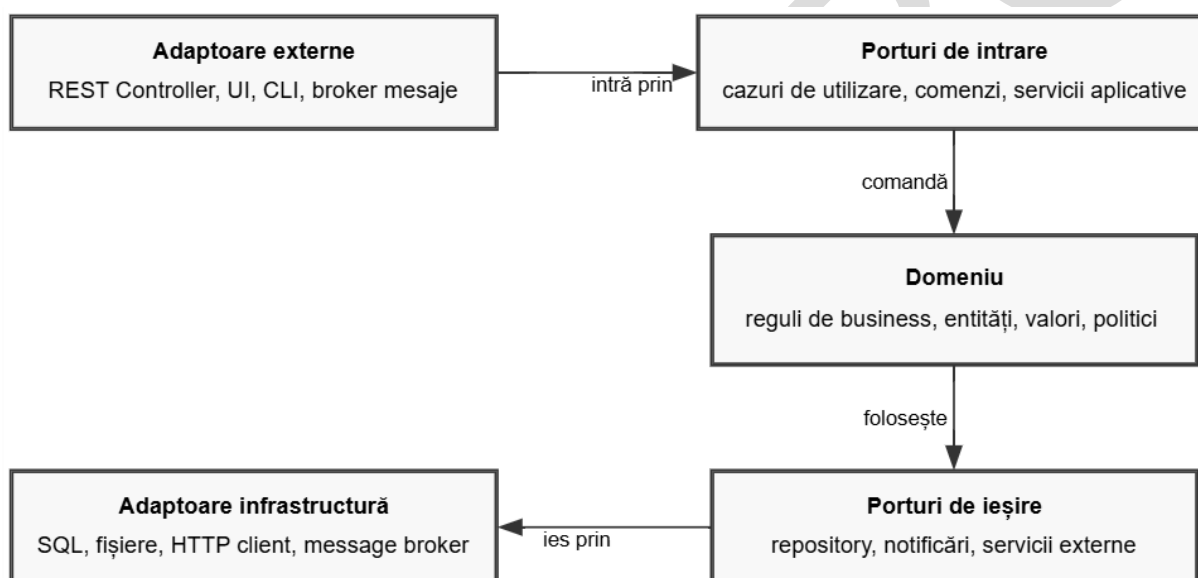 Adaptoare externe
REST Controller, UI, CLI, broker mesaje
intră prin
Porturi de intrare
cazuri de utilizare, comenzi, servicii aplicative
comandă
Domeniu
reguli de business, entități, valori, politici
folosește
Porturi de ieșire
repository, notificări, servicii externe
ies prin
Adaptoare infrastructură
SQL, fișiere, HTTP client, message broker